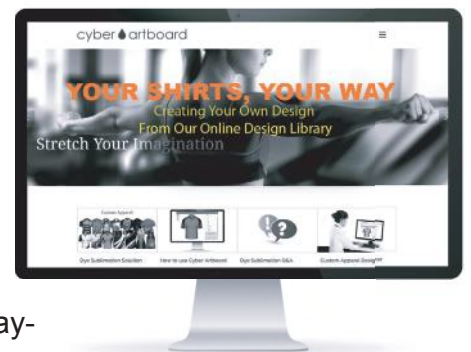 cyber artboard
YOUR SHIRTS, YOUR WAY
Creating Your Own Design
From Our Online Design Library
Stretch Your Imagination
Custom Apparel
Dye Sublimation Solution
How to use Cyber Artboard
Dye Sublimation Q&A
Custom Apparel Designer
ay-